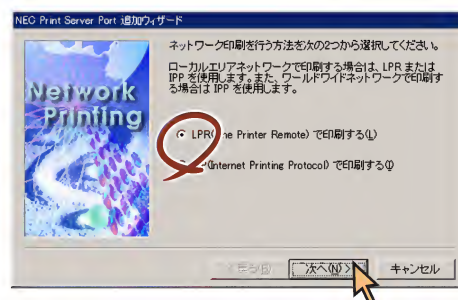 NEC Print Server Port 追加ウィザード
ネットワーク印刷を行う方法を次の2つから選択してください。
ローカルエリアネットワークで印刷する場合は、LPR または
IPP を使用します。また、ワールドワイドネットワークで印刷す
る場合は IPP を使用します。
Network
Printing
LPR( ne Printer Remote) で印刷する(L)
(Internet Printing Protocol) で印刷する(I)
< 戻る(B)
次へ(N) >
キャンセル